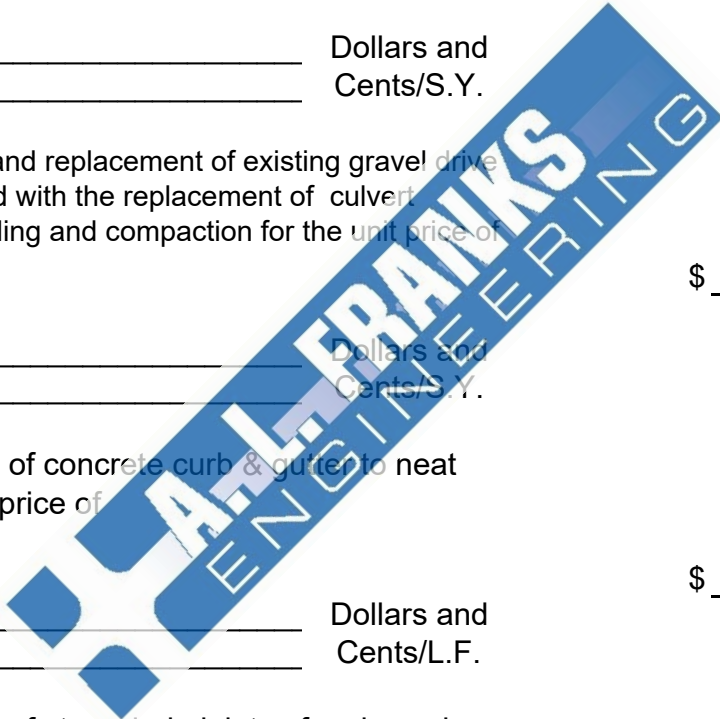 Dollars and
Cents/S.Y.
and replacement of existing gravel drive
d with the replacement of culvert
ling and compaction for the unit price of
$
Dollars and
Cents/S.Y.
of concrete curb & gutter to neat
price of
$
Dollars and
Cents/L.F.
A.L. FRANKS
ENGINEERING